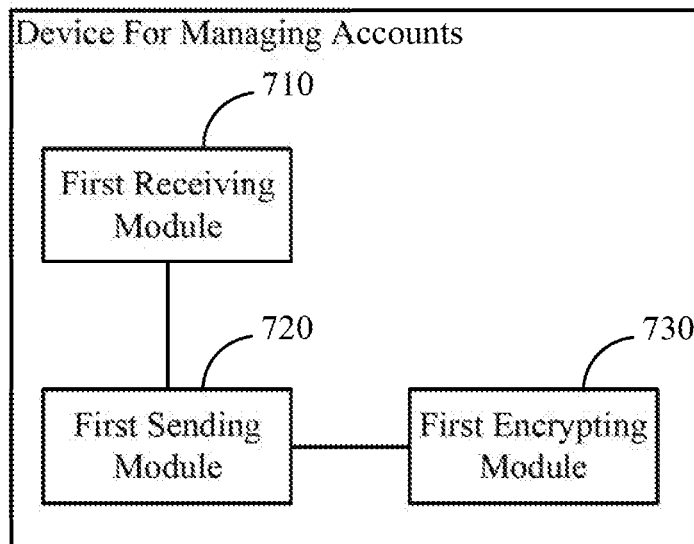 Device For Managing Accounts
710
First Receiving
Module
720
730
First Sending
Module
First Encrypting
Module